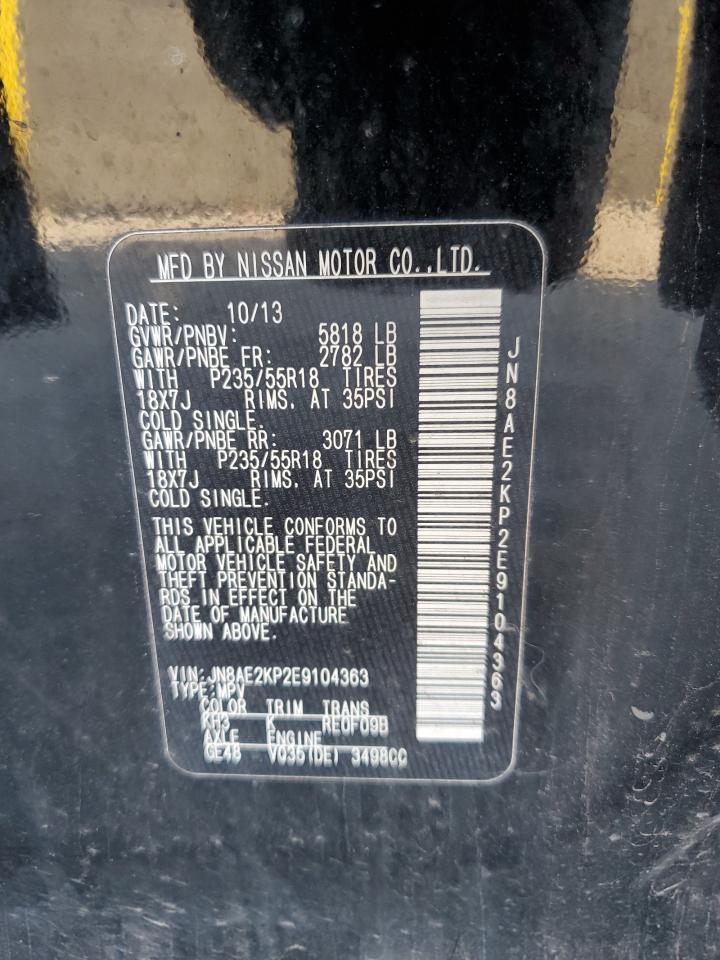 MFD BY NISSAN MOTOR CO.,LTD.
DATE: 10/13
GVWR/PNBV: 5818 LB
GAWR/PNBE FR: 2782 LB
WITH P235/55R18 TIRES
18X7J RIMS, AT 35PSI
COLD SINGLE.
GAWR/PNBE RR: 3071 LB
WITH P235/55R18 TIRES
18X7J RIMS, AT 35PSI
COLD SINGLE.
THIS VEHICLE CONFORMS TO
ALL APPLICABLE FEDERAL
MOTOR VEHICLE SAFETY AND
THEFT PREVENTION STANDA-
RDS IN EFFECT ON THE
DATE OF MANUFACTURE
SHOWN ABOVE.
VIN:JN8AE2KP2E9104363
TYPE:MPV
COLOR TRIM TRANS
KH3 K RE0F09B
AXLE ENGINE
GE48 VQ35(DE) 3498CC
JN8AE2KP2E9104363